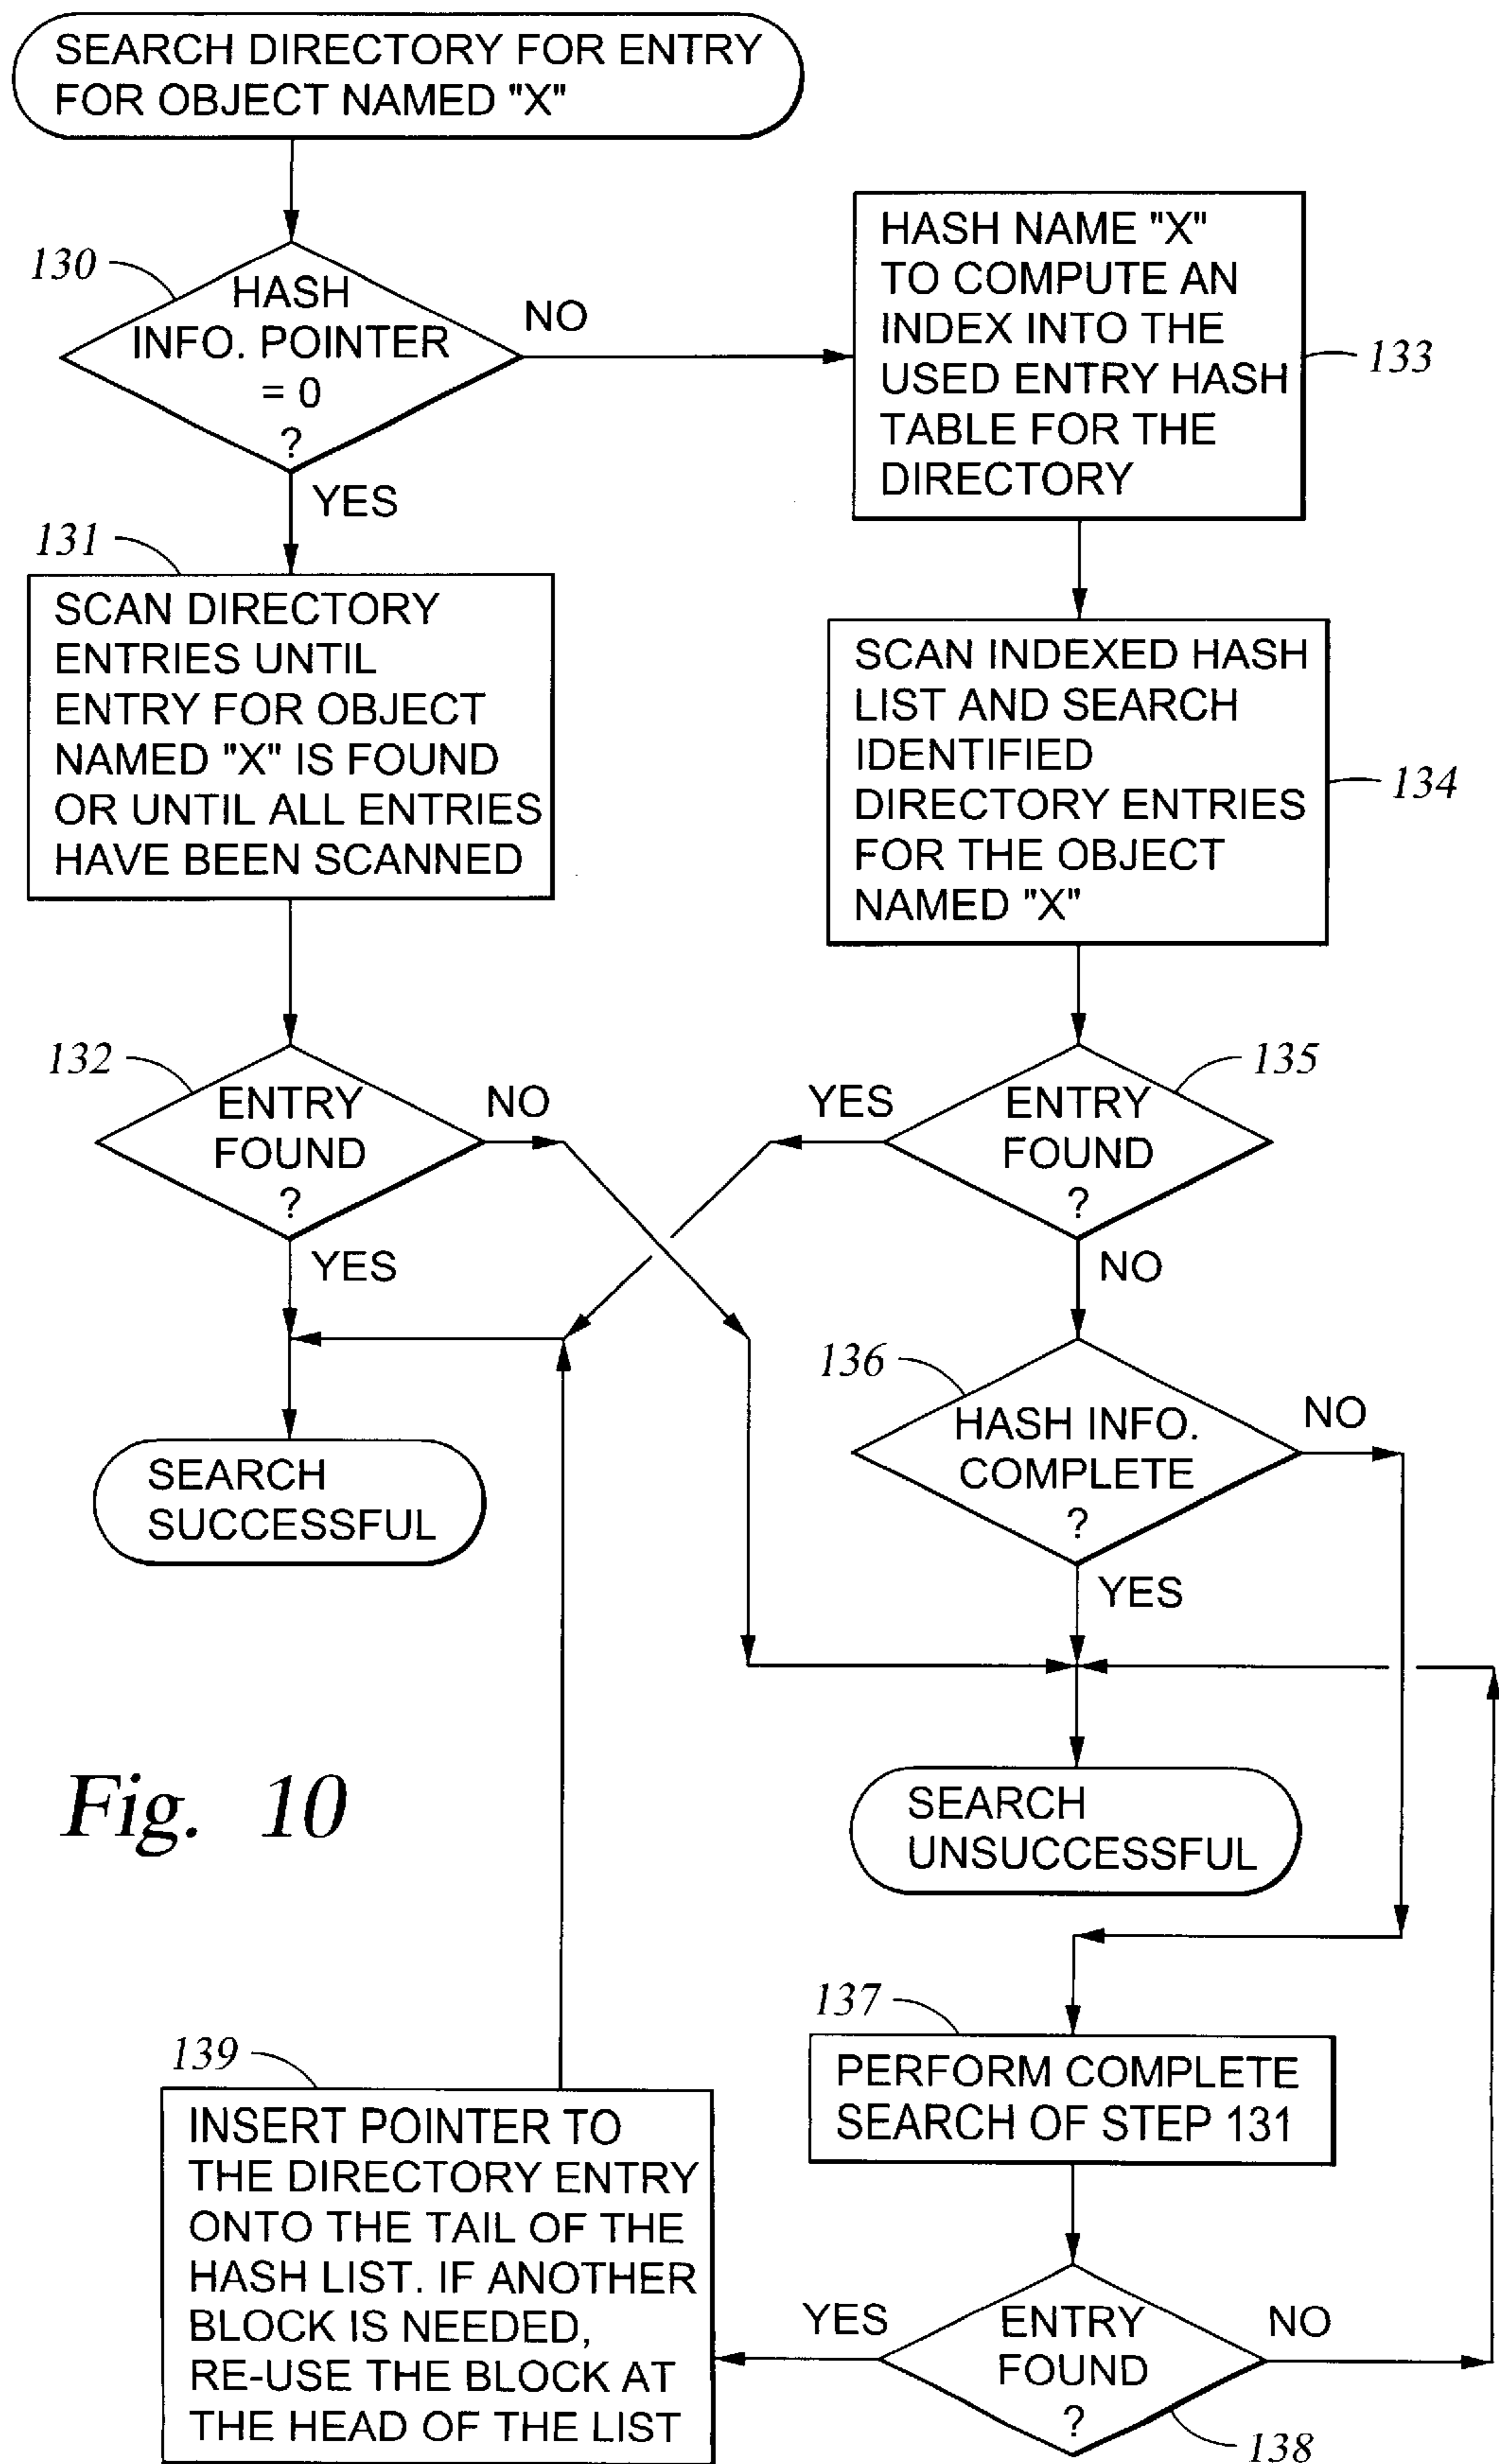 SEARCH DIRECTORY FOR ENTRY
FOR OBJECT NAMED "X"
130
HASH
INFO. POINTER
= 0
?
NO
YES
HASH NAME "X"
TO COMPUTE AN
INDEX INTO THE
USED ENTRY HASH
TABLE FOR THE
DIRECTORY
133
131
SCAN DIRECTORY
ENTRIES UNTIL
ENTRY FOR OBJECT
NAMED "X" IS FOUND
OR UNTIL ALL ENTRIES
HAVE BEEN SCANNED
SCAN INDEXED HASH
LIST AND SEARCH
IDENTIFIED
DIRECTORY ENTRIES
FOR THE OBJECT
NAMED "X"
134
132
ENTRY
FOUND
?
NO
YES
YES
ENTRY
FOUND
?
135
NO
SEARCH
SUCCESSFUL
136
HASH INFO.
COMPLETE
?
NO
YES
SEARCH
UNSUCCESSFUL
Fig. 10
137
PERFORM COMPLETE
SEARCH OF STEP 131
139
INSERT POINTER TO
THE DIRECTORY ENTRY
ONTO THE TAIL OF THE
HASH LIST. IF ANOTHER
BLOCK IS NEEDED,
RE-USE THE BLOCK AT
THE HEAD OF THE LIST
YES
ENTRY
FOUND
?
NO
138